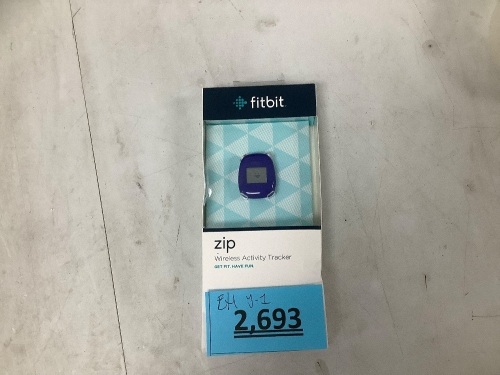 fitbit
zip
Wireless Activity Tracker
GET FIT. HAVE FUN.
2,693